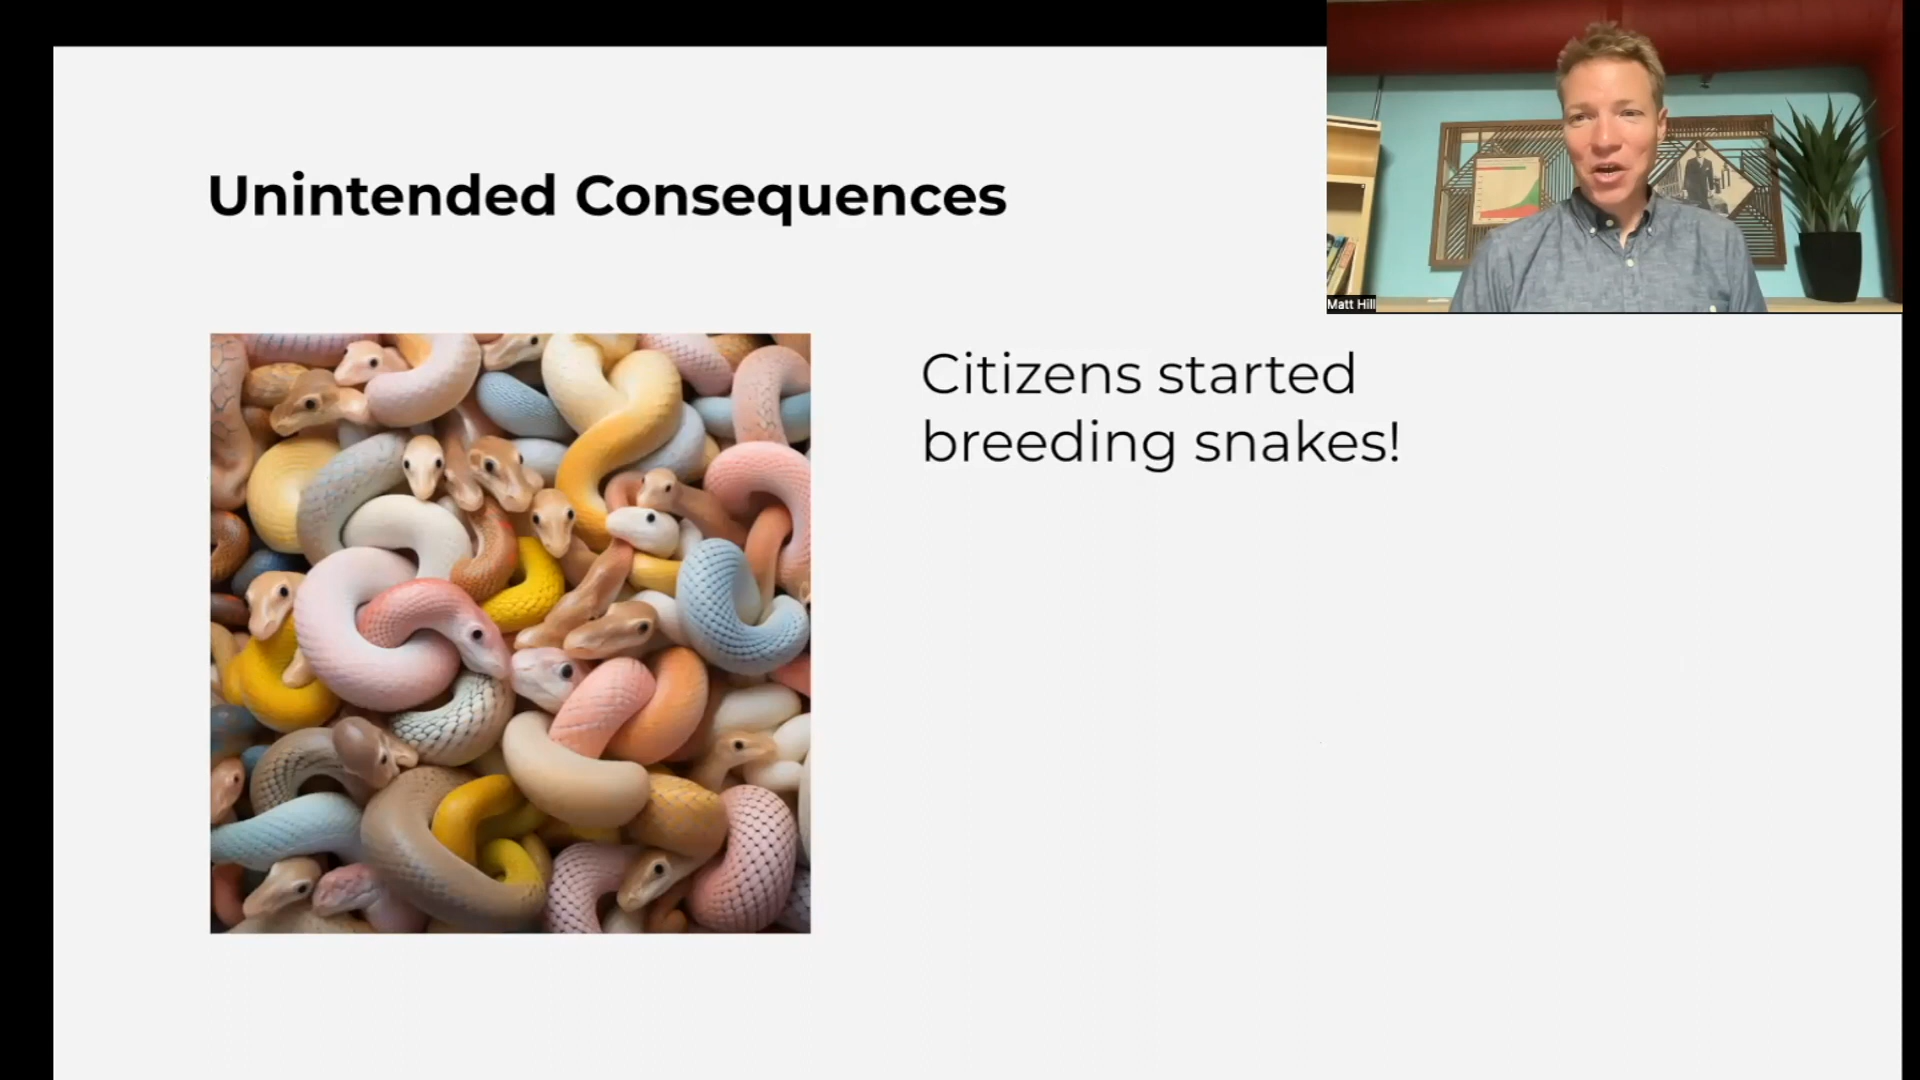 Unintended Consequences
Matt Hill
Citizens started
breeding snakes!